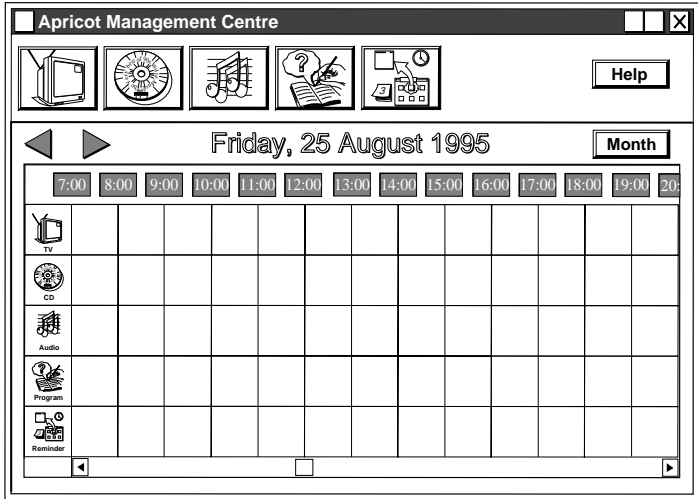 Apricot Management Centre
? 3 Help
Friday, 25 August 1995 Month
7:00 8:00 9:00 10:00 11:00 12:00 13:00 14:00 15:00 16:00 17:00 18:00 19:00 20:
TV
CD
Audio
Program
Reminder